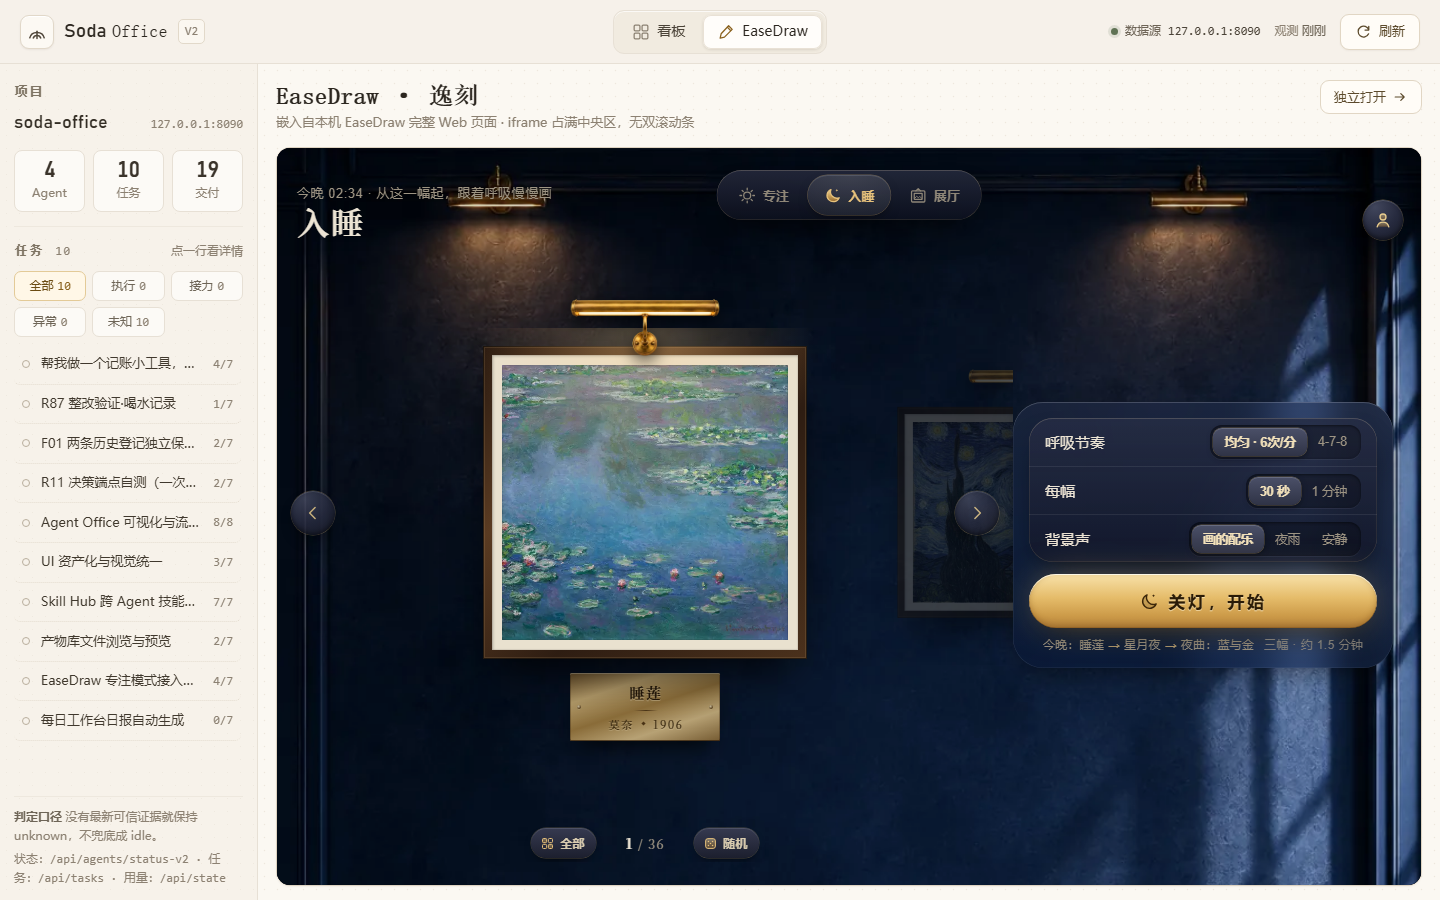 Soda Office V2
看板
EaseDraw
数据源 127.0.0.1:8090
观测 刚刚
刷新
项目
soda-office 127.0.0.1:8090
4 Agent
10 任务
19 交付
任务 10 点一行看详情
全部 10
执行 0
接力 0
异常 0
未知 10
帮我做一个记账小工具，... 4/7
R87 整改验证·喝水记录 1/7
F01 两条历史登记独立保... 2/7
R11 决策端点自测（一次... 2/7
Agent Office 可视化与流... 8/8
UI 资产化与视觉统一 3/7
Skill Hub 跨 Agent 技能... 7/7
产物库文件浏览与预览 2/7
EaseDraw 专注模式接入... 4/7
每日工作台日报自动生成 0/7
判定口径 没有最新可信证据就保持
unknown，不兜底成 idle。
状态: /api/agents/status-v2 · 任
务: /api/tasks · 用量: /api/state
EaseDraw · 逸刻
嵌入自本机 EaseDraw 完整 Web 页面 · iframe 占满中央区，无双滚动条
独立打开 →
今晚 02:34 · 从这一幅起，跟着呼吸慢慢画
入睡
专注
入睡
展厅
睡莲
莫奈 · 1906
全部
1 / 36
随机
呼吸节奏 均匀 · 6次/分 4-7-8
每幅 30 秒 1 分钟
背景声 画的配乐 夜雨 安静
关灯，开始
今晚：睡莲 → 星月夜 → 夜曲：蓝与金 三幅 · 约 1.5 分钟